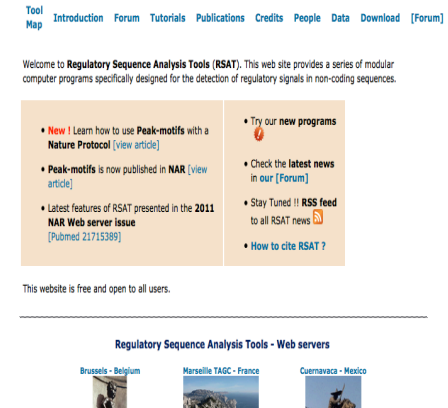 Tool Map Introduction Forum Tutorials Publications Credits People Data Download [Forum]
Welcome to Regulatory Sequence Analysis Tools (RSAT). This web site provides a series of modular
computer programs specifically designed for the detection of regulatory signals in non-coding sequences.
• New ! Learn how to use Peak-motifs with a
Nature Protocol [view article]
• Peak-motifs is now published in NAR [view
article]
• Latest features of RSAT presented in the 2011
NAR Web server issue
[Pubmed 21715389]
• Try our new programs
• Check the latest news
in our [Forum]
• Stay Tuned !! RSS feed
to all RSAT news
• How to cite RSAT ?
This website is free and open to all users.
Regulatory Sequence Analysis Tools - Web servers
Brussels - Belgium Marseille TAGC - France Cuernavaca - Mexico